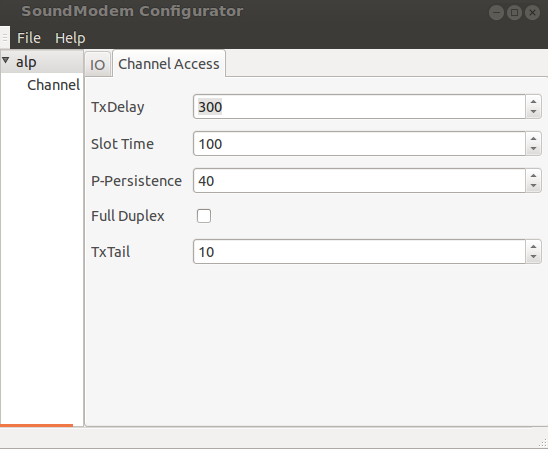 SoundModem Configurator
File Help
alp
Channel
IO Channel Access
TxDelay 300
Slot Time 100
P-Persistence 40
Full Duplex
TxTail 10